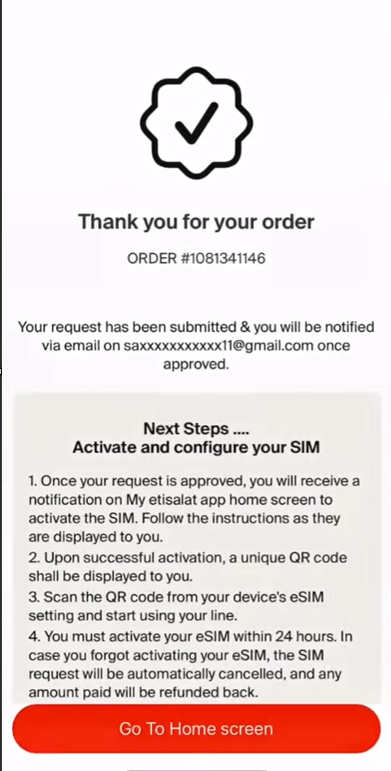 Thank you for your order
ORDER #1081341146
Your request has been submitted & you will be notified
via email on saxxxxxxxxxxx11@gmail.com once
approved.
Next Steps ....
Activate and configure your SIM
1. Once your request is approved, you will receive a
notification on My etisalat app home screen to
activate the SIM. Follow the instructions as they
are displayed to you.
2. Upon successful activation, a unique QR code
shall be displayed to you.
3. Scan the QR code from your device's eSIM
setting and start using your line.
4. You must activate your eSIM within 24 hours. In
case you forgot activating your eSIM, the SIM
request will be automatically cancelled, and any
amount paid will be refunded back.
Go To Home screen